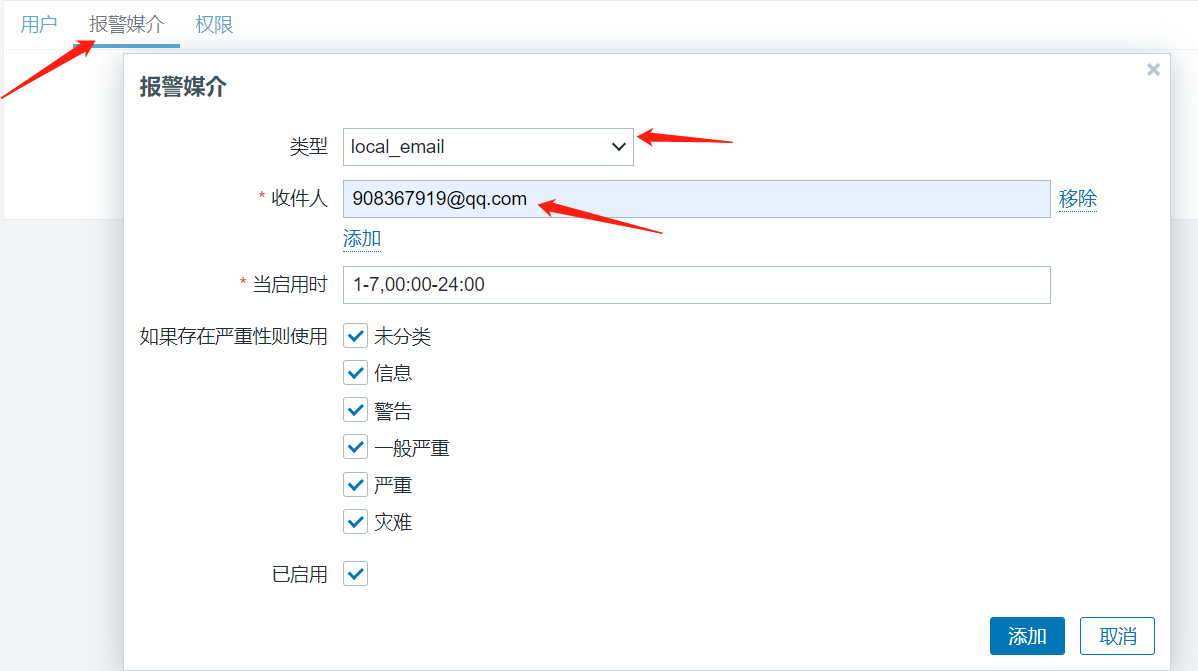 用户 报警媒介 权限
报警媒介
类型 local_email
* 收件人 908367919@qq.com 移除
添加
* 当启用时 1-7,00:00-24:00
如果存在严重性则使用 未分类
信息
警告
一般严重
严重
灾难
已启用
添加 取消